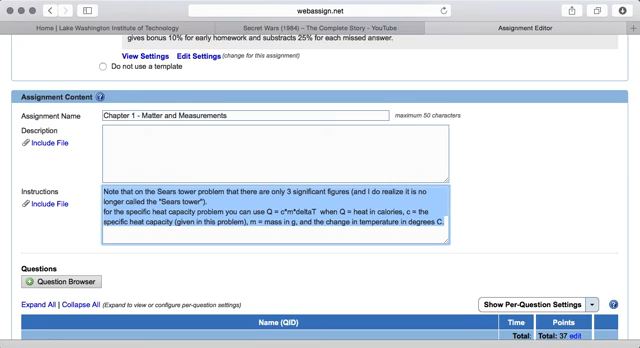 webassign.net
Home | Lake Washington Institute of Technology
Secret Wars (1984) – The Complete Story - YouTube
Assignment Editor
gives bonus 10% for early homework and substracts 25% for each missed answer.
View Settings Edit Settings (change for this assignment)
Do not use a template
Assignment Content
Assignment Name Chapter 1 - Matter and Measurements maximum 50 characters
Description
Include File
Instructions
Include File
Note that on the Sears tower problem that there are only 3 significant figures (and I do realize it is no
longer called the "Sears tower").
for the specific heat capacity problem you can use Q = c*m*deltaT when Q = heat in calories, c = the
specific heat capacity (given in this problem), m = mass in g, and the change in temperature in degrees C.
Questions
Question Browser
Expand All | Collapse All (Expand to view or configure per-question settings)
Show Per-Question Settings
Name (QID) Time Points
Total: Total: 37 edit